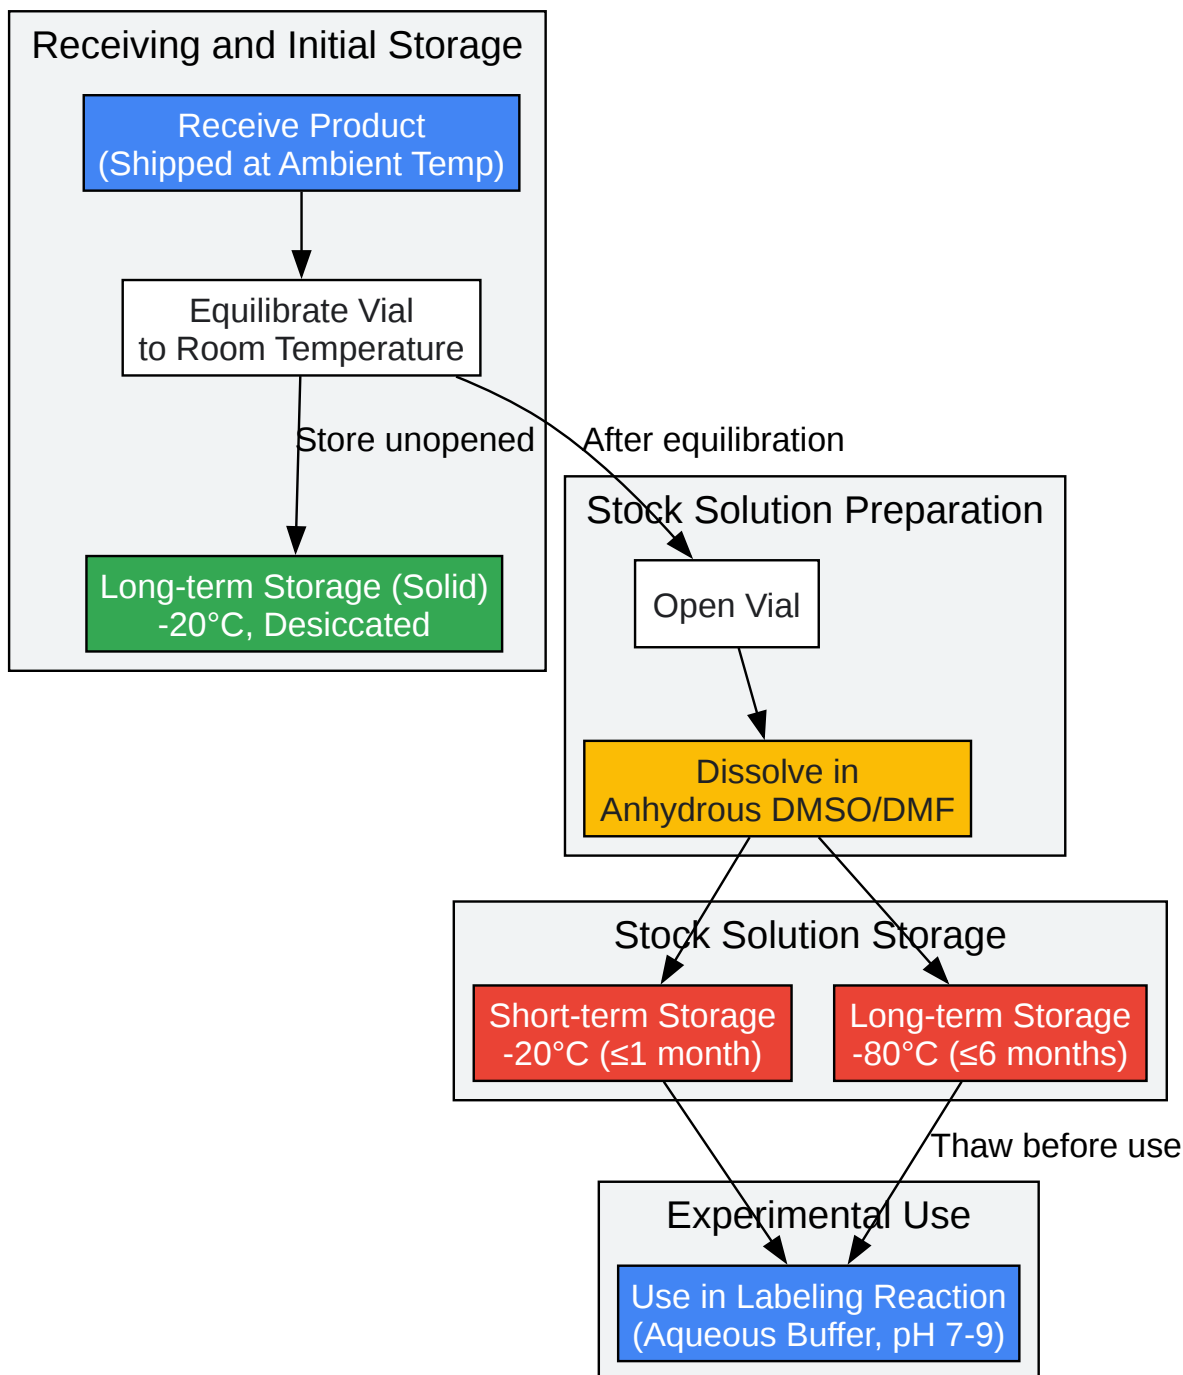 Receiving and Initial Storage
Receive Product
(Shipped at Ambient Temp)
Equilibrate Vial
to Room Temperature
Store unopened
After equilibration
Long-term Storage (Solid)
-20°C, Desiccated
Stock Solution Preparation
Open Vial
Dissolve in
Anhydrous DMSO/DMF
Stock Solution Storage
Short-term Storage
-20°C (≤1 month)
Long-term Storage
-80°C (≤6 months)
Thaw before use
Experimental Use
Use in Labeling Reaction
(Aqueous Buffer, pH 7-9)